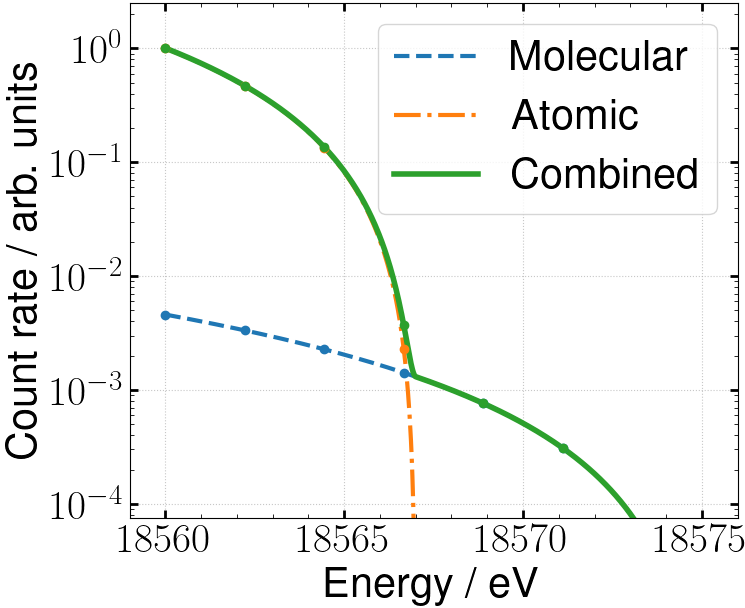 Count rate / arb. units
10^0
10^-1
10^-2
10^-3
10^-4
Molecular
Atomic
Combined
18560 18565 18570 18575
Energy / eV